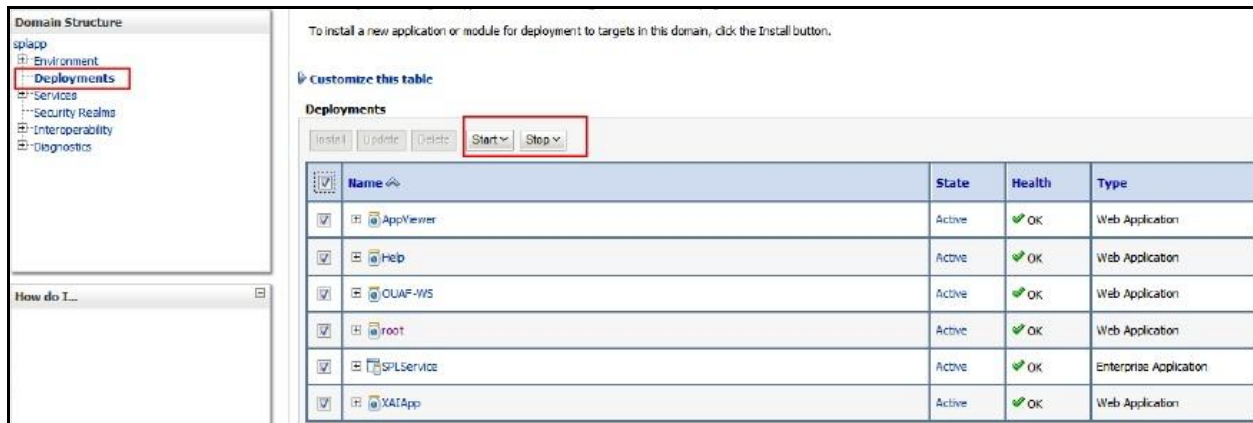 Domain Structure
splapp
Environment
Deployments
Services
Security Realms
Interoperability
Diagnostics
How do I...
To install a new application or module for deployment to targets in this domain, click the Install button.
Customize this table
Deployments
Install Update Delete Start Stop
Name State Health Type
AppViewer Active OK Web Application
Help Active OK Web Application
OUAF-WS Active OK Web Application
root Active OK Web Application
SPLService Active OK Enterprise Application
XAIApp Active OK Web Application